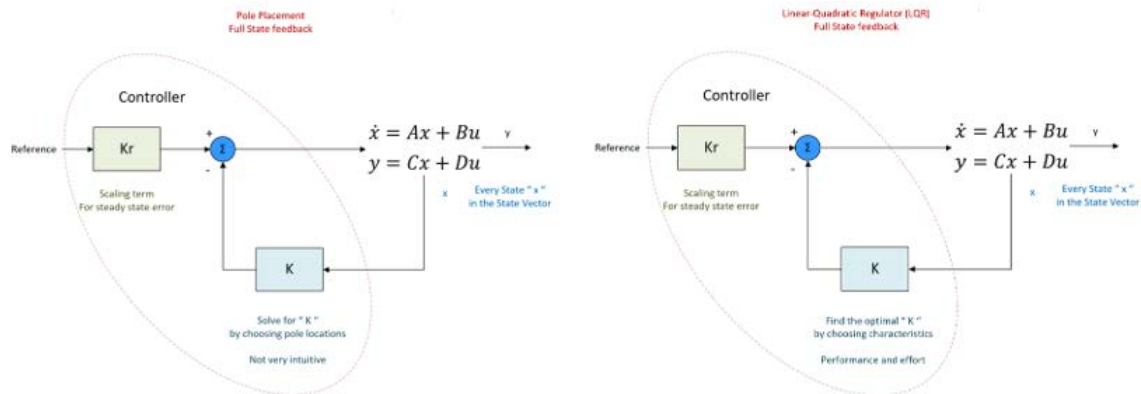 Pole Placement
Full State feedback
Controller
Reference
Kr
+
Σ
-
ẋ = Ax + Bu
y = Cx + Du
y
Scaling term
For steady state error
x
Every State " x "
in the State Vector
K
Solve for " K "
by choosing pole locations
Not very intuitive
Linear-Quadratic Regulator (LQR)
Full State feedback
Controller
Reference
Kr
+
Σ
-
ẋ = Ax + Bu
y = Cx + Du
y
Scaling term
For steady state error
x
Every State " x "
in the State Vector
K
Find the optimal " K "
by choosing characteristics
Performance and effort